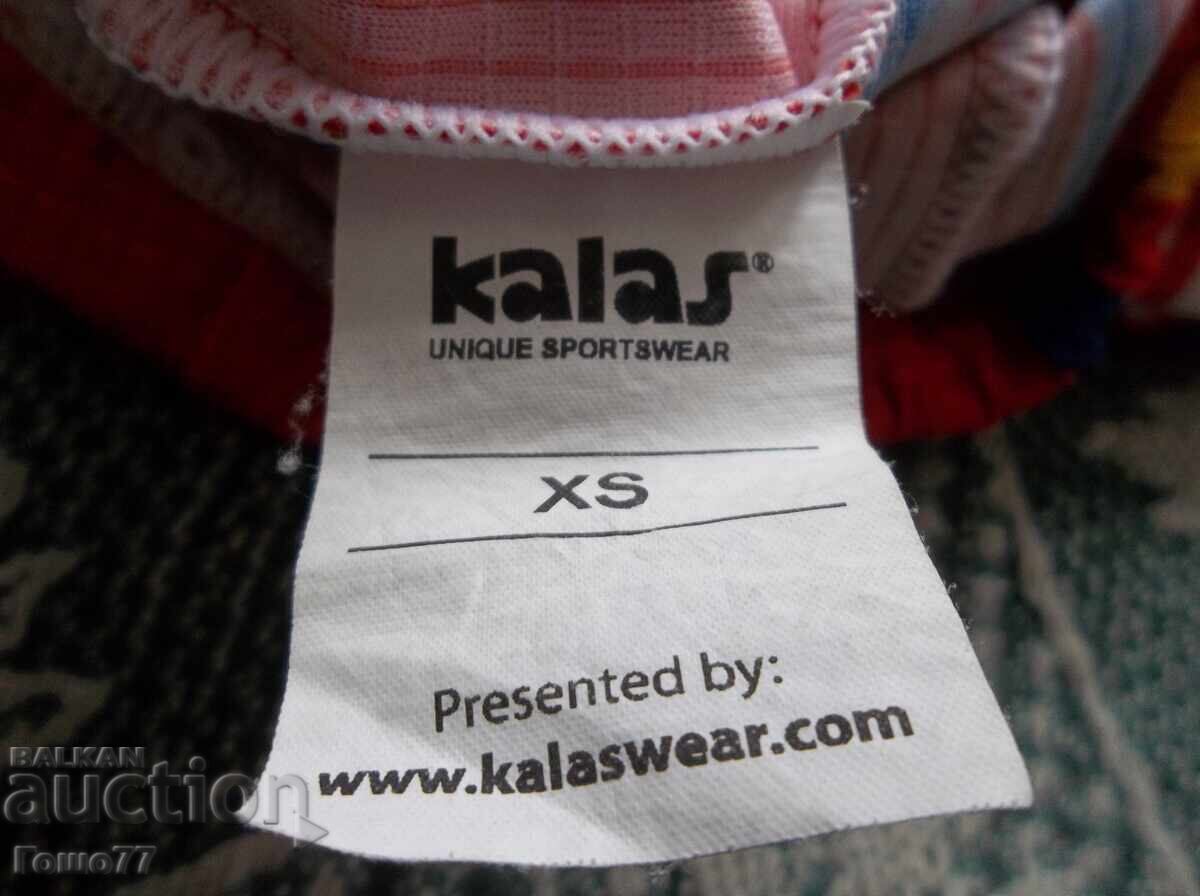 kalas®
UNIQUE SPORTSWEAR
XS
Presented by:
www.kalaswear.com
BALKAN
auction
Гошо77